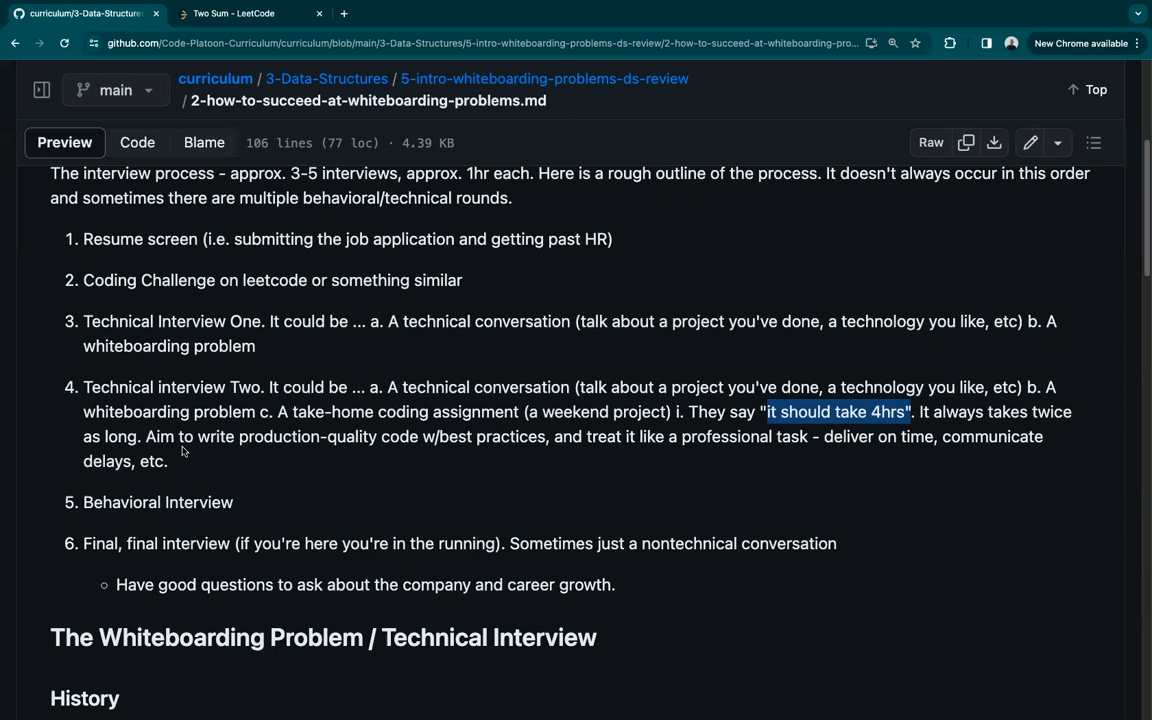 curriculum/3-Data-Structures
Two Sum - LeetCode
github.com/Code-Platoon-Curriculum/curriculum/blob/main/3-Data-Structures/5-intro-whiteboarding-problems-ds-review/2-how-to-succeed-at-whiteboarding-pro...
New Chrome available
main
curriculum / 3-Data-Structures / 5-intro-whiteboarding-problems-ds-review
/ 2-how-to-succeed-at-whiteboarding-problems.md
Top
Preview Code Blame 106 lines (77 loc) · 4.39 KB
Raw
The interview process - approx. 3-5 interviews, approx. 1hr each. Here is a rough outline of the process. It doesn't always occur in this order
and sometimes there are multiple behavioral/technical rounds.
1. Resume screen (i.e. submitting the job application and getting past HR)
2. Coding Challenge on leetcode or something similar
3. Technical Interview One. It could be ... a. A technical conversation (talk about a project you've done, a technology you like, etc) b. A
whiteboarding problem
4. Technical interview Two. It could be ... a. A technical conversation (talk about a project you've done, a technology you like, etc) b. A
whiteboarding problem c. A take-home coding assignment (a weekend project) i. They say "it should take 4hrs". It always takes twice
as long. Aim to write production-quality code w/best practices, and treat it like a professional task - deliver on time, communicate
delays, etc.
5. Behavioral Interview
6. Final, final interview (if you're here you're in the running). Sometimes just a nontechnical conversation
○ Have good questions to ask about the company and career growth.
The Whiteboarding Problem / Technical Interview
History